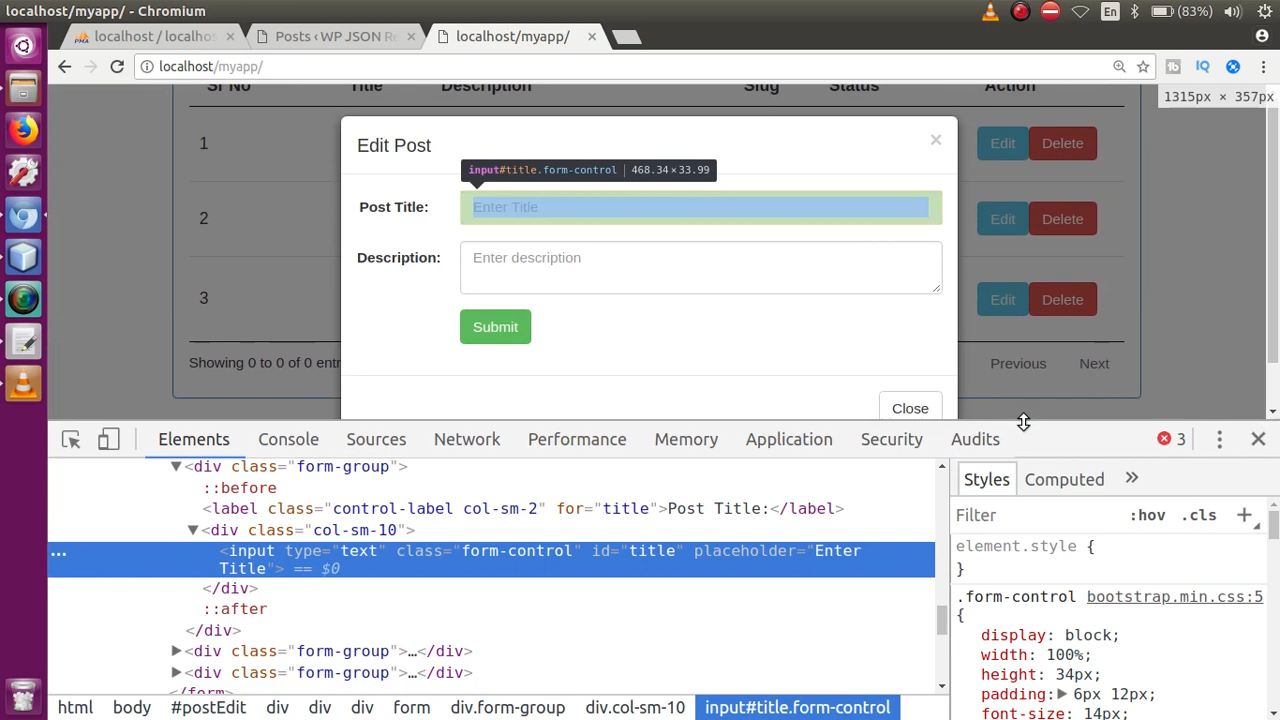 localhost/myapp/ - Chromium
En
(83%)
localhost / localhos
Posts ‹ WP JSON Re
localhost/myapp/
localhost/myapp/
IQ
1315px × 357px
Sr No Title Description Slug Status Action
Edit Post
×
input#title.form-control | 468.34×33.99
Post Title:
Enter Title
Description:
Enter description
Submit
Close
1
Edit Delete
2
Edit Delete
3
Edit Delete
Showing 0 to 0 of 0 entr
Previous Next
Elements Console Sources Network Performance Memory Application Security Audits
3
▼<div class="form-group">
::before
<label class="control-label col-sm-2" for="title">Post Title:</label>
▼<div class="col-sm-10">
... <input type="text" class="form-control" id="title" placeholder="Enter
Title"> == $0
</div>
::after
</div>
▶<div class="form-group">…</div>
▶<div class="form-group">…</div>
</form>
html body #postEdit div div div form div.form-group div.col-sm-10 input#title.form-control
Styles Computed »
Filter :hov .cls +
element.style {
}
.form-control bootstrap.min.css:5
{
display: block;
width: 100%;
height: 34px;
padding:▶ 6px 12px;
font-size: 14px;